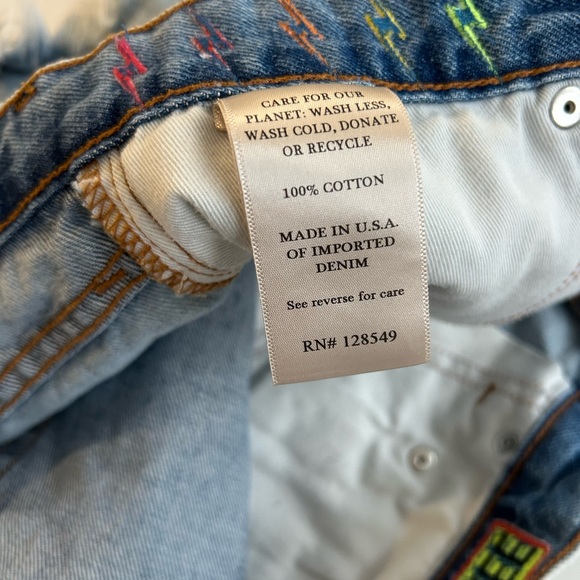 CARE FOR OUR
PLANET: WASH LESS,
WASH COLD, DONATE
OR RECYCLE
100% COTTON
MADE IN U.S.A.
OF IMPORTED
DENIM
See reverse for care
RN# 128549